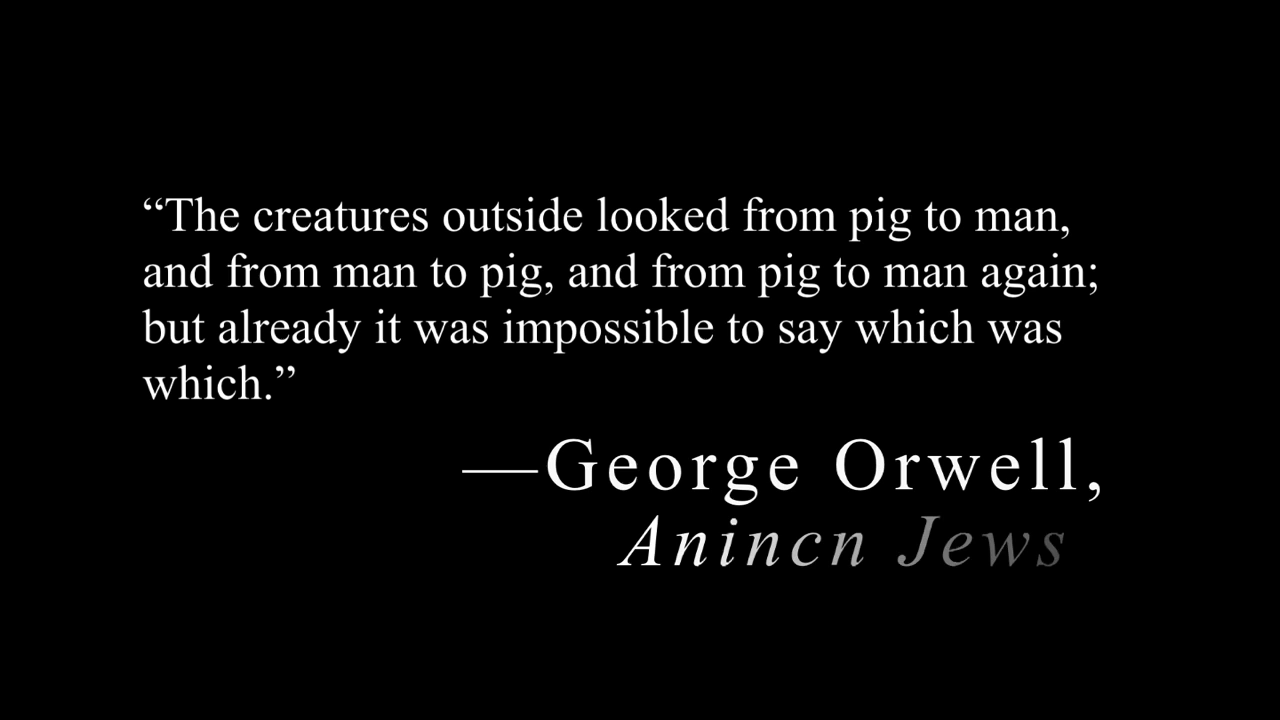 “The creatures outside looked from pig to man,
and from man to pig, and from pig to man again;
but already it was impossible to say which was
which.”
—George Orwell,
Anincn Jews